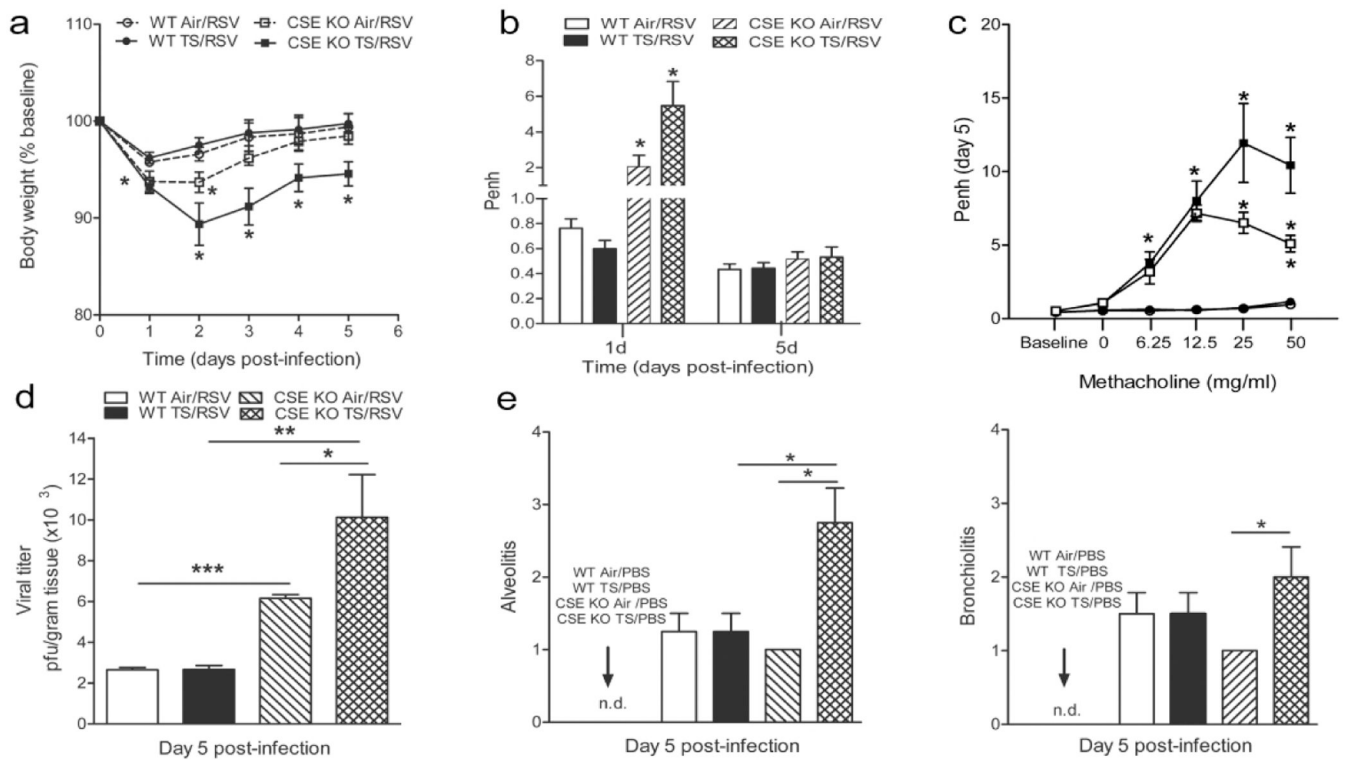 a
WT Air/RSV
CSE KO Air/RSV
WT TS/RSV
CSE KO TS/RSV
110
100
90
80
Body weight (% baseline)
*
*
*
*
*
*
0
1
2
3
4
5
6
Time (days post-infection)
b
WT Air/RSV
CSE KO Air/RSV
WT TS/RSV
CSE KO TS/RSV
8
6
4
2
1.0
0.8
0.6
0.4
0.2
0.0
Penh
*
*
1d
5d
Time (days post-infection)
c
20
15
10
5
0
Penh (day 5)
*
*
*
*
*
*
*
Baseline
0
6.25
12.5
25
50
Methacholine (mg/ml)
d
WT Air/RSV
CSE KO Air/RSV
WT TS/RSV
CSE KO TS/RSV
14
12
10
8
6
4
2
0
Viral titer
pfu/gram tissue (x10 3)
**
*
***
Day 5 post-infection
e
4
3
2
1
0
Alveolitis
*
*
WT Air/PBS
WT TS/PBS
CSE KO Air /PBS
CSE KO TS/PBS
n.d.
Day 5 post-infection
4
3
2
1
0
Bronchiolitis
*
WT Air/PBS
WT TS/PBS
CSE KO Air /PBS
CSE KO TS/PBS
n.d.
Day 5 post-infection